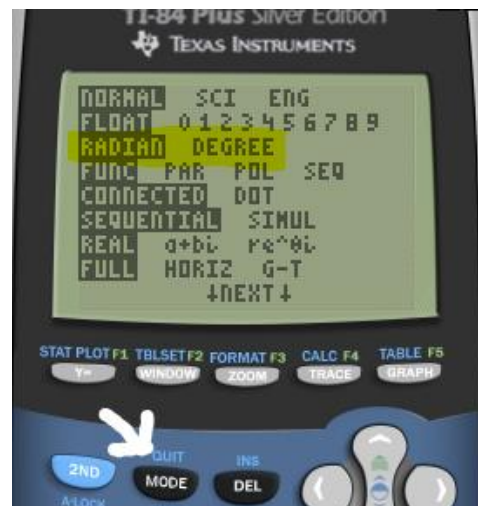 TI-84 Plus Silver Edition
TEXAS INSTRUMENTS
NORMAL SCI ENG
FLOAT 0 1 2 3 4 5 6 7 8 9
RADIAN DEGREE
FUNC PAR POL SEQ
CONNECTED DOT
SEQUENTIAL SIMUL
REAL a+bi re^θi
FULL HORIZ G-T
↓NEXT↓
STAT PLOT F1 TBLSET F2 FORMAT F3 CALC F4 TABLE F5
Y= WINDOW ZOOM TRACE GRAPH
QUIT INS
2ND MODE DEL
A-LOCK